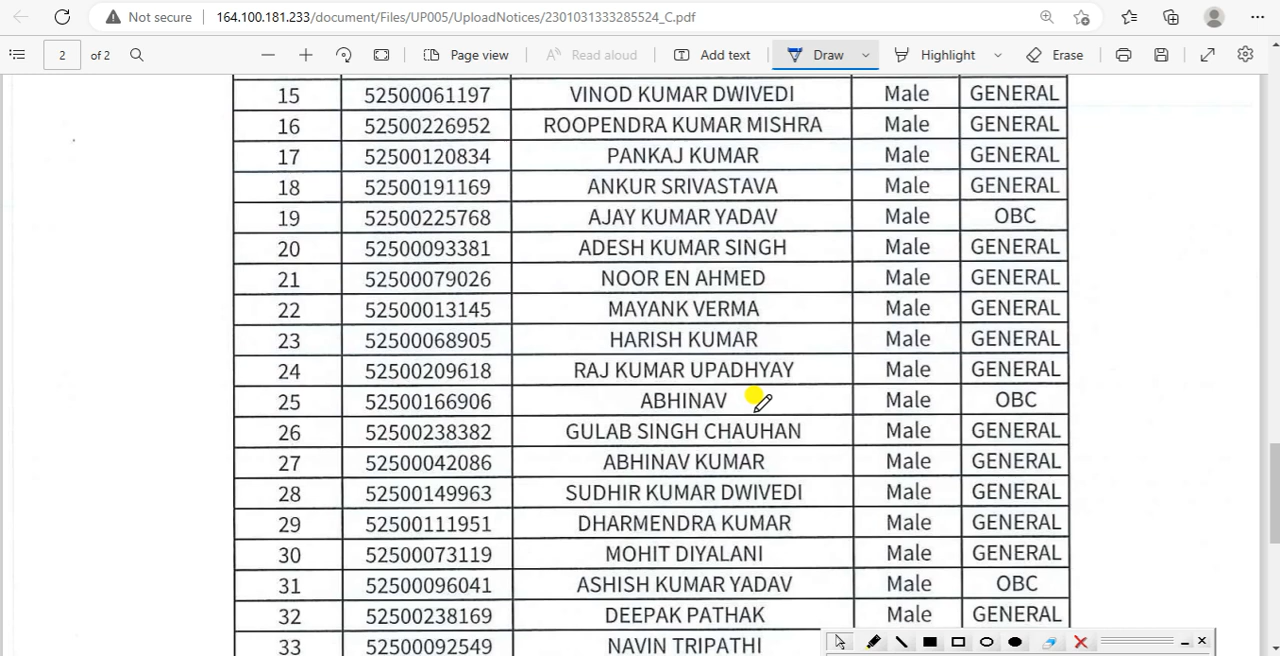 Not secure 164.100.181.233/document/Files/UP005/UploadNotices/2301031333285524_C.pdf
2 of 2 Page view Read aloud Add text Draw Highlight Erase
15 52500061197 VINOD KUMAR DWIVEDI Male GENERAL
16 52500226952 ROOPENDRA KUMAR MISHRA Male GENERAL
17 52500120834 PANKAJ KUMAR Male GENERAL
18 52500191169 ANKUR SRIVASTAVA Male GENERAL
19 52500225768 AJAY KUMAR YADAV Male OBC
20 52500093381 ADESH KUMAR SINGH Male GENERAL
21 52500079026 NOOR EN AHMED Male GENERAL
22 52500013145 MAYANK VERMA Male GENERAL
23 52500068905 HARISH KUMAR Male GENERAL
24 52500209618 RAJ KUMAR UPADHYAY Male GENERAL
25 52500166906 ABHINAV Male OBC
26 52500238382 GULAB SINGH CHAUHAN Male GENERAL
27 52500042086 ABHINAV KUMAR Male GENERAL
28 52500149963 SUDHIR KUMAR DWIVEDI Male GENERAL
29 52500111951 DHARMENDRA KUMAR Male GENERAL
30 52500073119 MOHIT DIYALANI Male GENERAL
31 52500096041 ASHISH KUMAR YADAV Male OBC
32 52500238169 DEEPAK PATHAK Male GENERAL
33 52500092549 NAVIN TRIPATHI